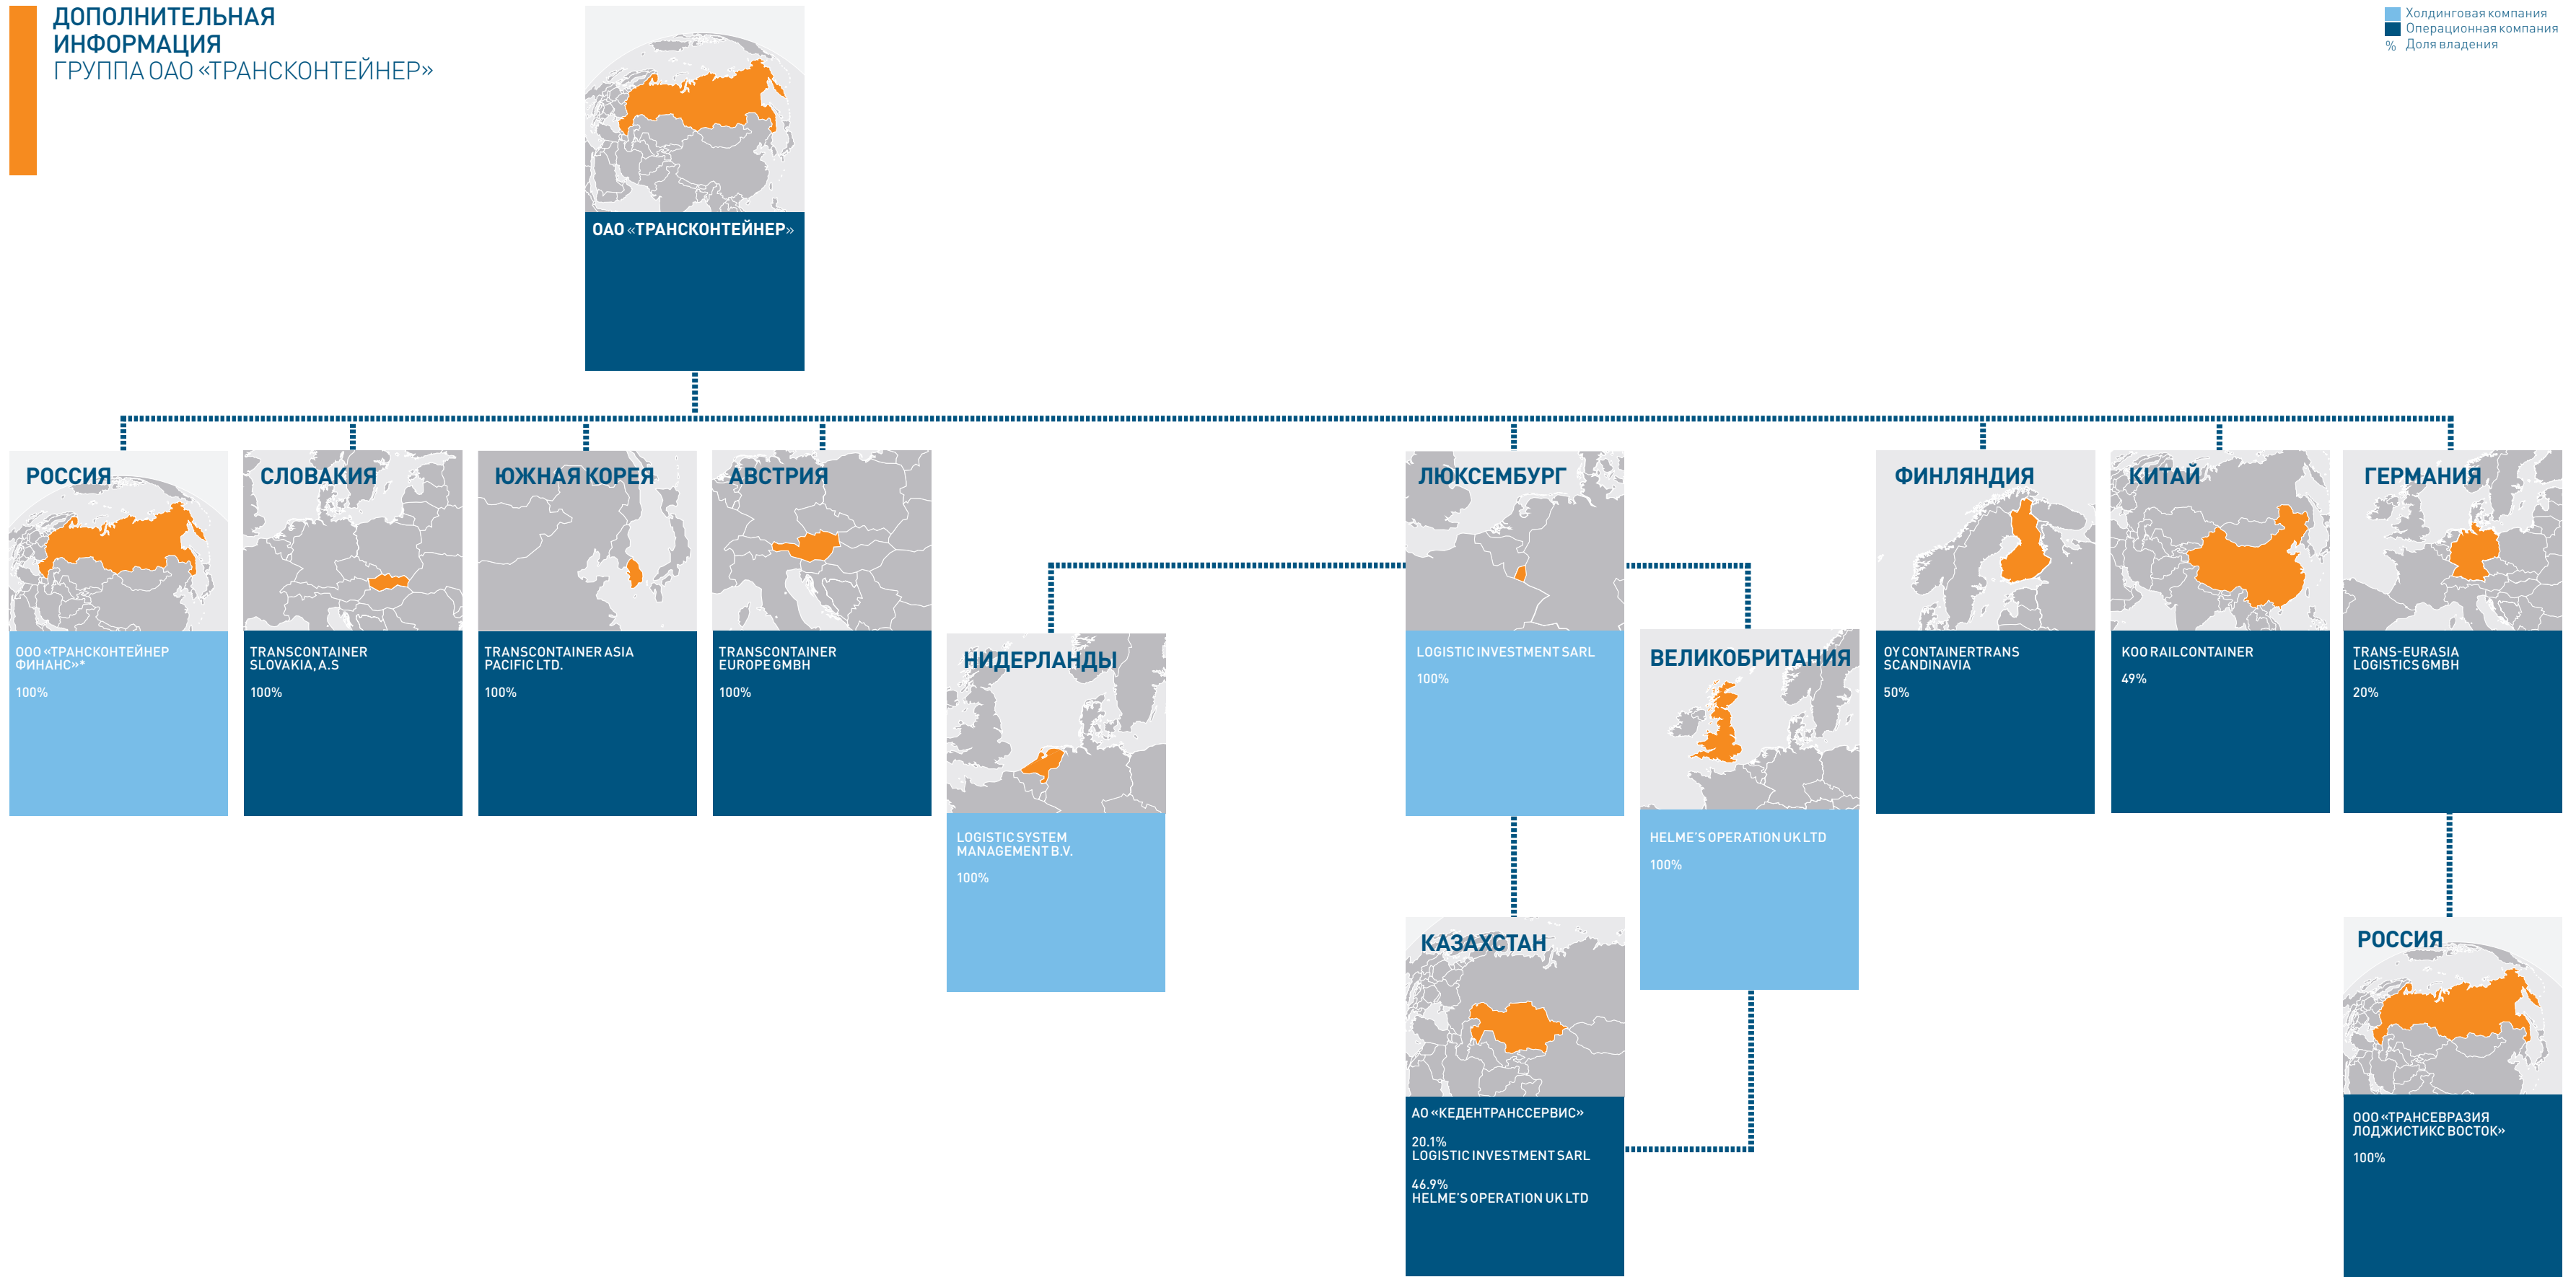 ДОПОЛНИТЕЛЬНАЯ
ИНФОРМАЦИЯ
ГРУППА ОАО «ТРАНСКОНТЕЙНЕР»
Холдинговая компания
Операционная компания
% Доля владения
ОАО «ТРАНСКОНТЕЙНЕР»
РОССИЯ
ООО «ТРАНСКОНТЕЙНЕР
ФИНАНС»*
100%
СЛОВАКИЯ
TRANSCONTAINER
SLOVAKIA, A.S
100%
ЮЖНАЯ КОРЕЯ
TRANSCONTAINER ASIA
PACIFIC LTD.
100%
АВСТРИЯ
TRANSCONTAINER
EUROPE GMBH
100%
НИДЕРЛАНДЫ
LOGISTIC SYSTEM
MANAGEMENT B.V.
100%
ЛЮКСЕМБУРГ
LOGISTIC INVESTMENT SARL
100%
ВЕЛИКОБРИТАНИЯ
HELME'S OPERATION UK LTD
100%
ФИНЛЯНДИЯ
OY CONTAINERTRANS
SCANDINAVIA
50%
КИТАЙ
КОО RAILCONTAINER
49%
ГЕРМАНИЯ
TRANS-EURASIA
LOGISTICS GMBH
20%
КАЗАХСТАН
АО «КЕДЕНТРАНССЕРВИС»
20.1%
LOGISTIC INVESTMENT SARL
46.9%
HELME'S OPERATION UK LTD
РОССИЯ
ООО «ТРАНСЕВРАЗИЯ
ЛОДЖИСТИКС ВОСТОК»
100%